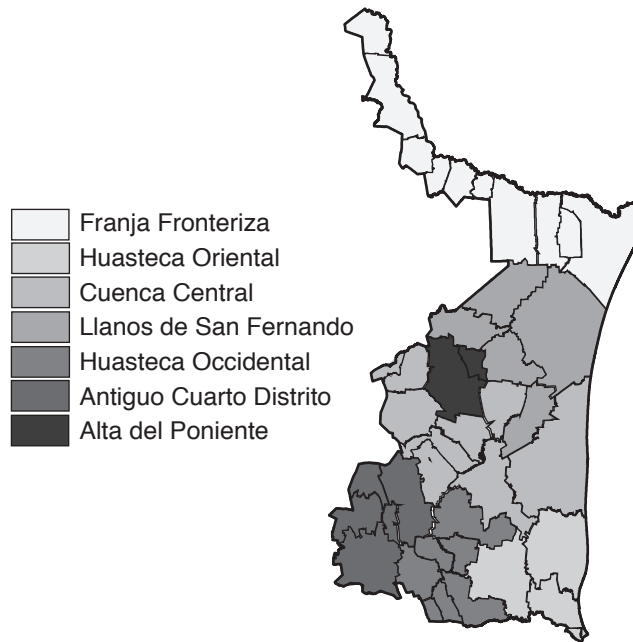 Franja Fronteriza
Huasteca Oriental
Cuenca Central
Llanos de San Fernando
Huasteca Occidental
Antiguo Cuarto Distrito
Alta del Poniente